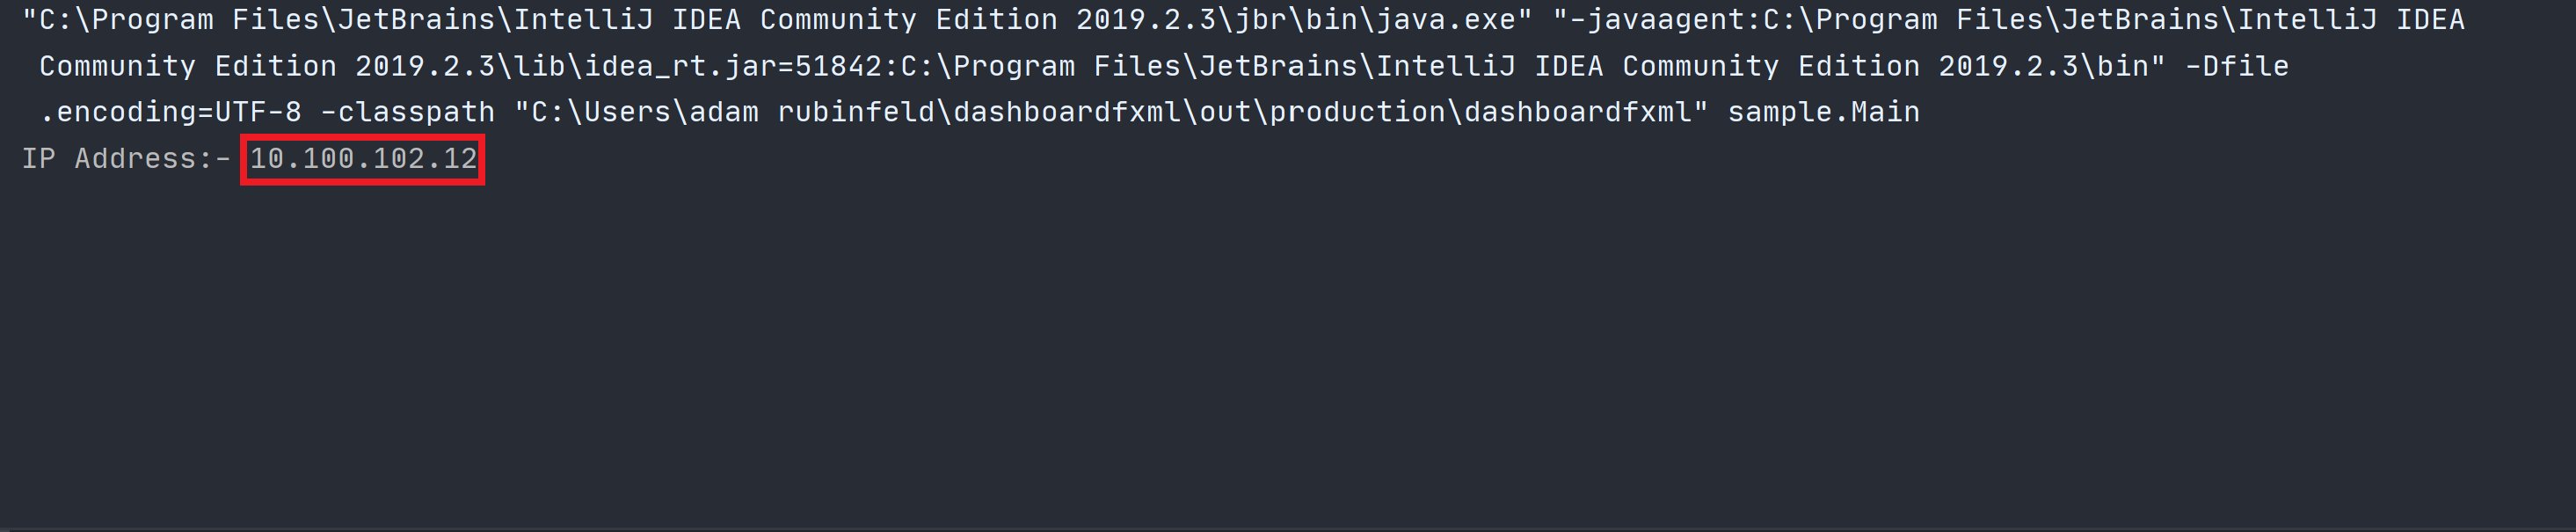 "C:\Program Files\JetBrains\IntelliJ IDEA Community Edition 2019.2.3\jbr\bin\java.exe" "-javaagent:C:\Program Files\JetBrains\IntelliJ IDEA
Community Edition 2019.2.3\lib\idea_rt.jar=51842:C:\Program Files\JetBrains\IntelliJ IDEA Community Edition 2019.2.3\bin" -Dfile
.encoding=UTF-8 -classpath "C:\Users\adam rubinfeld\dashboardfxml\out\production\dashboardfxml" sample.Main
IP Address:- 10.100.102.12